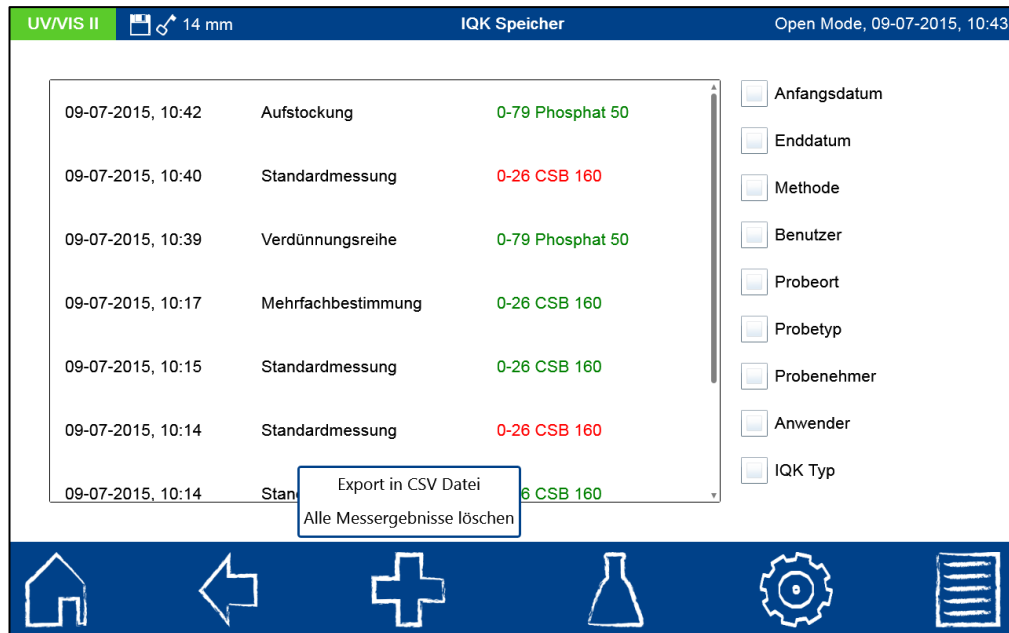 UV/VIS II 14 mm IQK Speicher Open Mode, 09-07-2015, 10:43
09-07-2015, 10:42 Aufstockung 0-79 Phosphat 50
09-07-2015, 10:40 Standardmessung 0-26 CSB 160
09-07-2015, 10:39 Verdünnungsreihe 0-79 Phosphat 50
09-07-2015, 10:17 Mehrfachbestimmung 0-26 CSB 160
09-07-2015, 10:15 Standardmessung 0-26 CSB 160
09-07-2015, 10:14 Standardmessung 0-26 CSB 160
09-07-2015, 10:14 Stan 6 CSB 160
Export in CSV Datei
Alle Messergebnisse löschen
Anfangsdatum
Enddatum
Methode
Benutzer
Probeort
Probetyp
Probenehmer
Anwender
IQK Typ